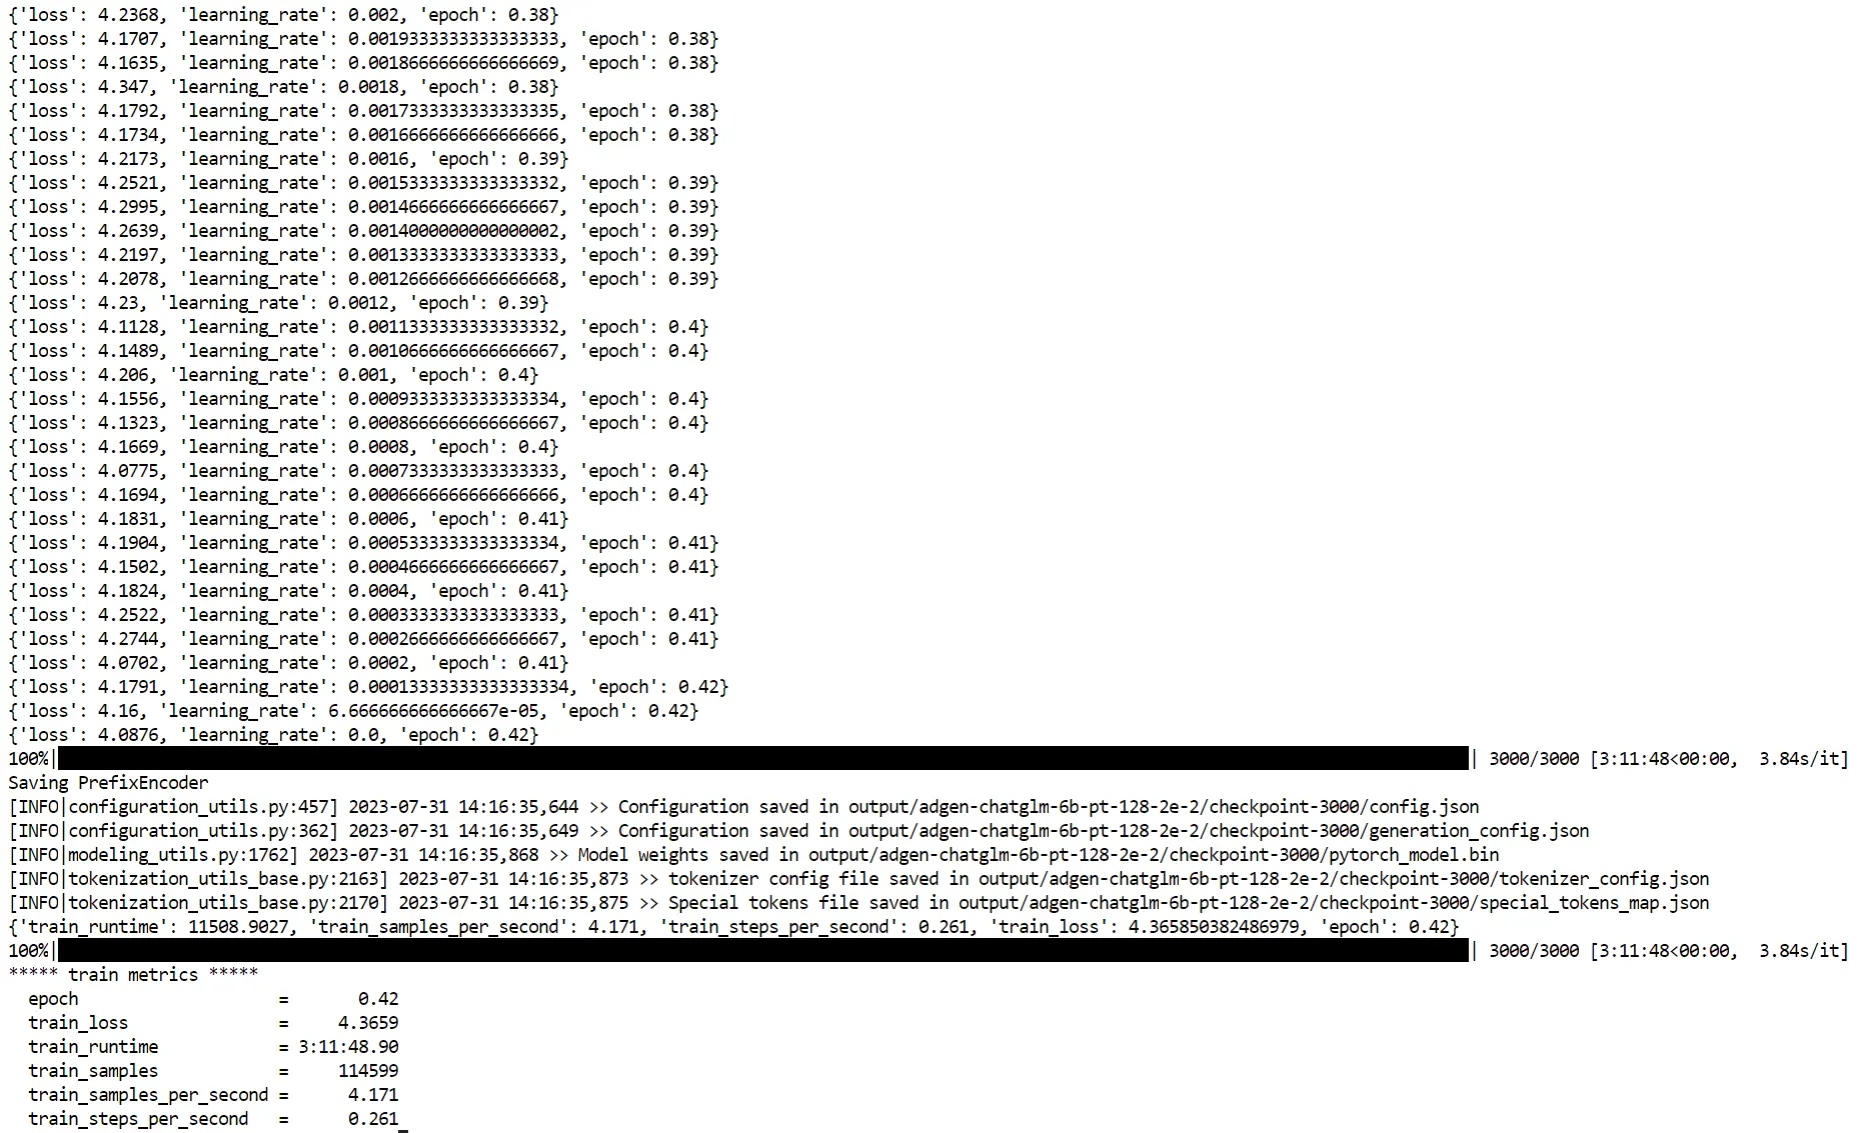 {'loss': 4.2368, 'learning_rate': 0.002, 'epoch': 0.38}
{'loss': 4.1707, 'learning_rate': 0.0019333333333333333, 'epoch': 0.38}
{'loss': 4.1635, 'learning_rate': 0.0018666666666666669, 'epoch': 0.38}
{'loss': 4.347, 'learning_rate': 0.0018, 'epoch': 0.38}
{'loss': 4.1792, 'learning_rate': 0.0017333333333333335, 'epoch': 0.38}
{'loss': 4.1734, 'learning_rate': 0.0016666666666666666, 'epoch': 0.38}
{'loss': 4.2173, 'learning_rate': 0.0016, 'epoch': 0.39}
{'loss': 4.2521, 'learning_rate': 0.0015333333333333332, 'epoch': 0.39}
{'loss': 4.2995, 'learning_rate': 0.0014666666666666667, 'epoch': 0.39}
{'loss': 4.2639, 'learning_rate': 0.0014000000000000002, 'epoch': 0.39}
{'loss': 4.2197, 'learning_rate': 0.0013333333333333333, 'epoch': 0.39}
{'loss': 4.2078, 'learning_rate': 0.0012666666666666668, 'epoch': 0.39}
{'loss': 4.23, 'learning_rate': 0.0012, 'epoch': 0.39}
{'loss': 4.1128, 'learning_rate': 0.0011333333333333332, 'epoch': 0.4}
{'loss': 4.1489, 'learning_rate': 0.0010666666666666667, 'epoch': 0.4}
{'loss': 4.206, 'learning_rate': 0.001, 'epoch': 0.4}
{'loss': 4.1556, 'learning_rate': 0.0009333333333333334, 'epoch': 0.4}
{'loss': 4.1323, 'learning_rate': 0.0008666666666666667, 'epoch': 0.4}
{'loss': 4.1669, 'learning_rate': 0.0008, 'epoch': 0.4}
{'loss': 4.0775, 'learning_rate': 0.0007333333333333333, 'epoch': 0.4}
{'loss': 4.1694, 'learning_rate': 0.0006666666666666666, 'epoch': 0.4}
{'loss': 4.1831, 'learning_rate': 0.0006, 'epoch': 0.41}
{'loss': 4.1904, 'learning_rate': 0.0005333333333333334, 'epoch': 0.41}
{'loss': 4.1502, 'learning_rate': 0.0004666666666666667, 'epoch': 0.41}
{'loss': 4.1824, 'learning_rate': 0.0004, 'epoch': 0.41}
{'loss': 4.2522, 'learning_rate': 0.0003333333333333333, 'epoch': 0.41}
{'loss': 4.2744, 'learning_rate': 0.0002666666666666667, 'epoch': 0.41}
{'loss': 4.0702, 'learning_rate': 0.0002, 'epoch': 0.41}
{'loss': 4.1791, 'learning_rate': 0.00013333333333333334, 'epoch': 0.42}
{'loss': 4.16, 'learning_rate': 6.666666666666667e-05, 'epoch': 0.42}
{'loss': 4.0876, 'learning_rate': 0.0, 'epoch': 0.42}
100%|██████████| 3000/3000 [3:11:48<00:00,  3.84s/it]
Saving PrefixEncoder
[INFO|configuration_utils.py:457] 2023-07-31 14:16:35,644 >> Configuration saved in output/adgen-chatglm-6b-pt-128-2e-2/checkpoint-3000/config.json
[INFO|configuration_utils.py:362] 2023-07-31 14:16:35,649 >> Configuration saved in output/adgen-chatglm-6b-pt-128-2e-2/checkpoint-3000/generation_config.json
[INFO|modeling_utils.py:1762] 2023-07-31 14:16:35,868 >> Model weights saved in output/adgen-chatglm-6b-pt-128-2e-2/checkpoint-3000/pytorch_model.bin
[INFO|tokenization_utils_base.py:2163] 2023-07-31 14:16:35,873 >> tokenizer config file saved in output/adgen-chatglm-6b-pt-128-2e-2/checkpoint-3000/tokenizer_config.json
[INFO|tokenization_utils_base.py:2170] 2023-07-31 14:16:35,875 >> Special tokens file saved in output/adgen-chatglm-6b-pt-128-2e-2/checkpoint-3000/special_tokens_map.json
{'train_runtime': 11508.9027, 'train_samples_per_second': 4.171, 'train_steps_per_second': 0.261, 'train_loss': 4.365850382486979, 'epoch': 0.42}
100%|██████████| 3000/3000 [3:11:48<00:00,  3.84s/it]
***** train metrics *****
  epoch                    =       0.42
  train_loss               =     4.3659
  train_runtime            = 3:11:48.90
  train_samples            =     114599
  train_samples_per_second =      4.171
  train_steps_per_second   =      0.261